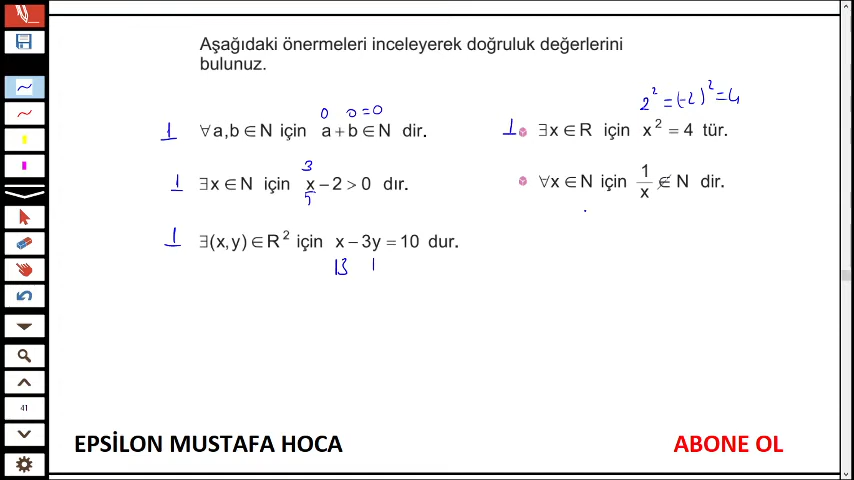 Aşağıdaki önermeleri inceleyerek doğruluk değerlerini
bulunuz.
0 0=0
1 ∀a,b ∈ N için a + b ∈ N dir.
3
1 ∃x ∈ N için x − 2 > 0 dır.
5
1 ∃(x,y) ∈ R² için x − 3y = 10 dur.
13 1
2² = (-2)² = 4
1 ∃x ∈ R için x² = 4 tür.
∀x ∈ N için 1/x ∉ N dir.
41
EPSİLON MUSTAFA HOCA
ABONE OL